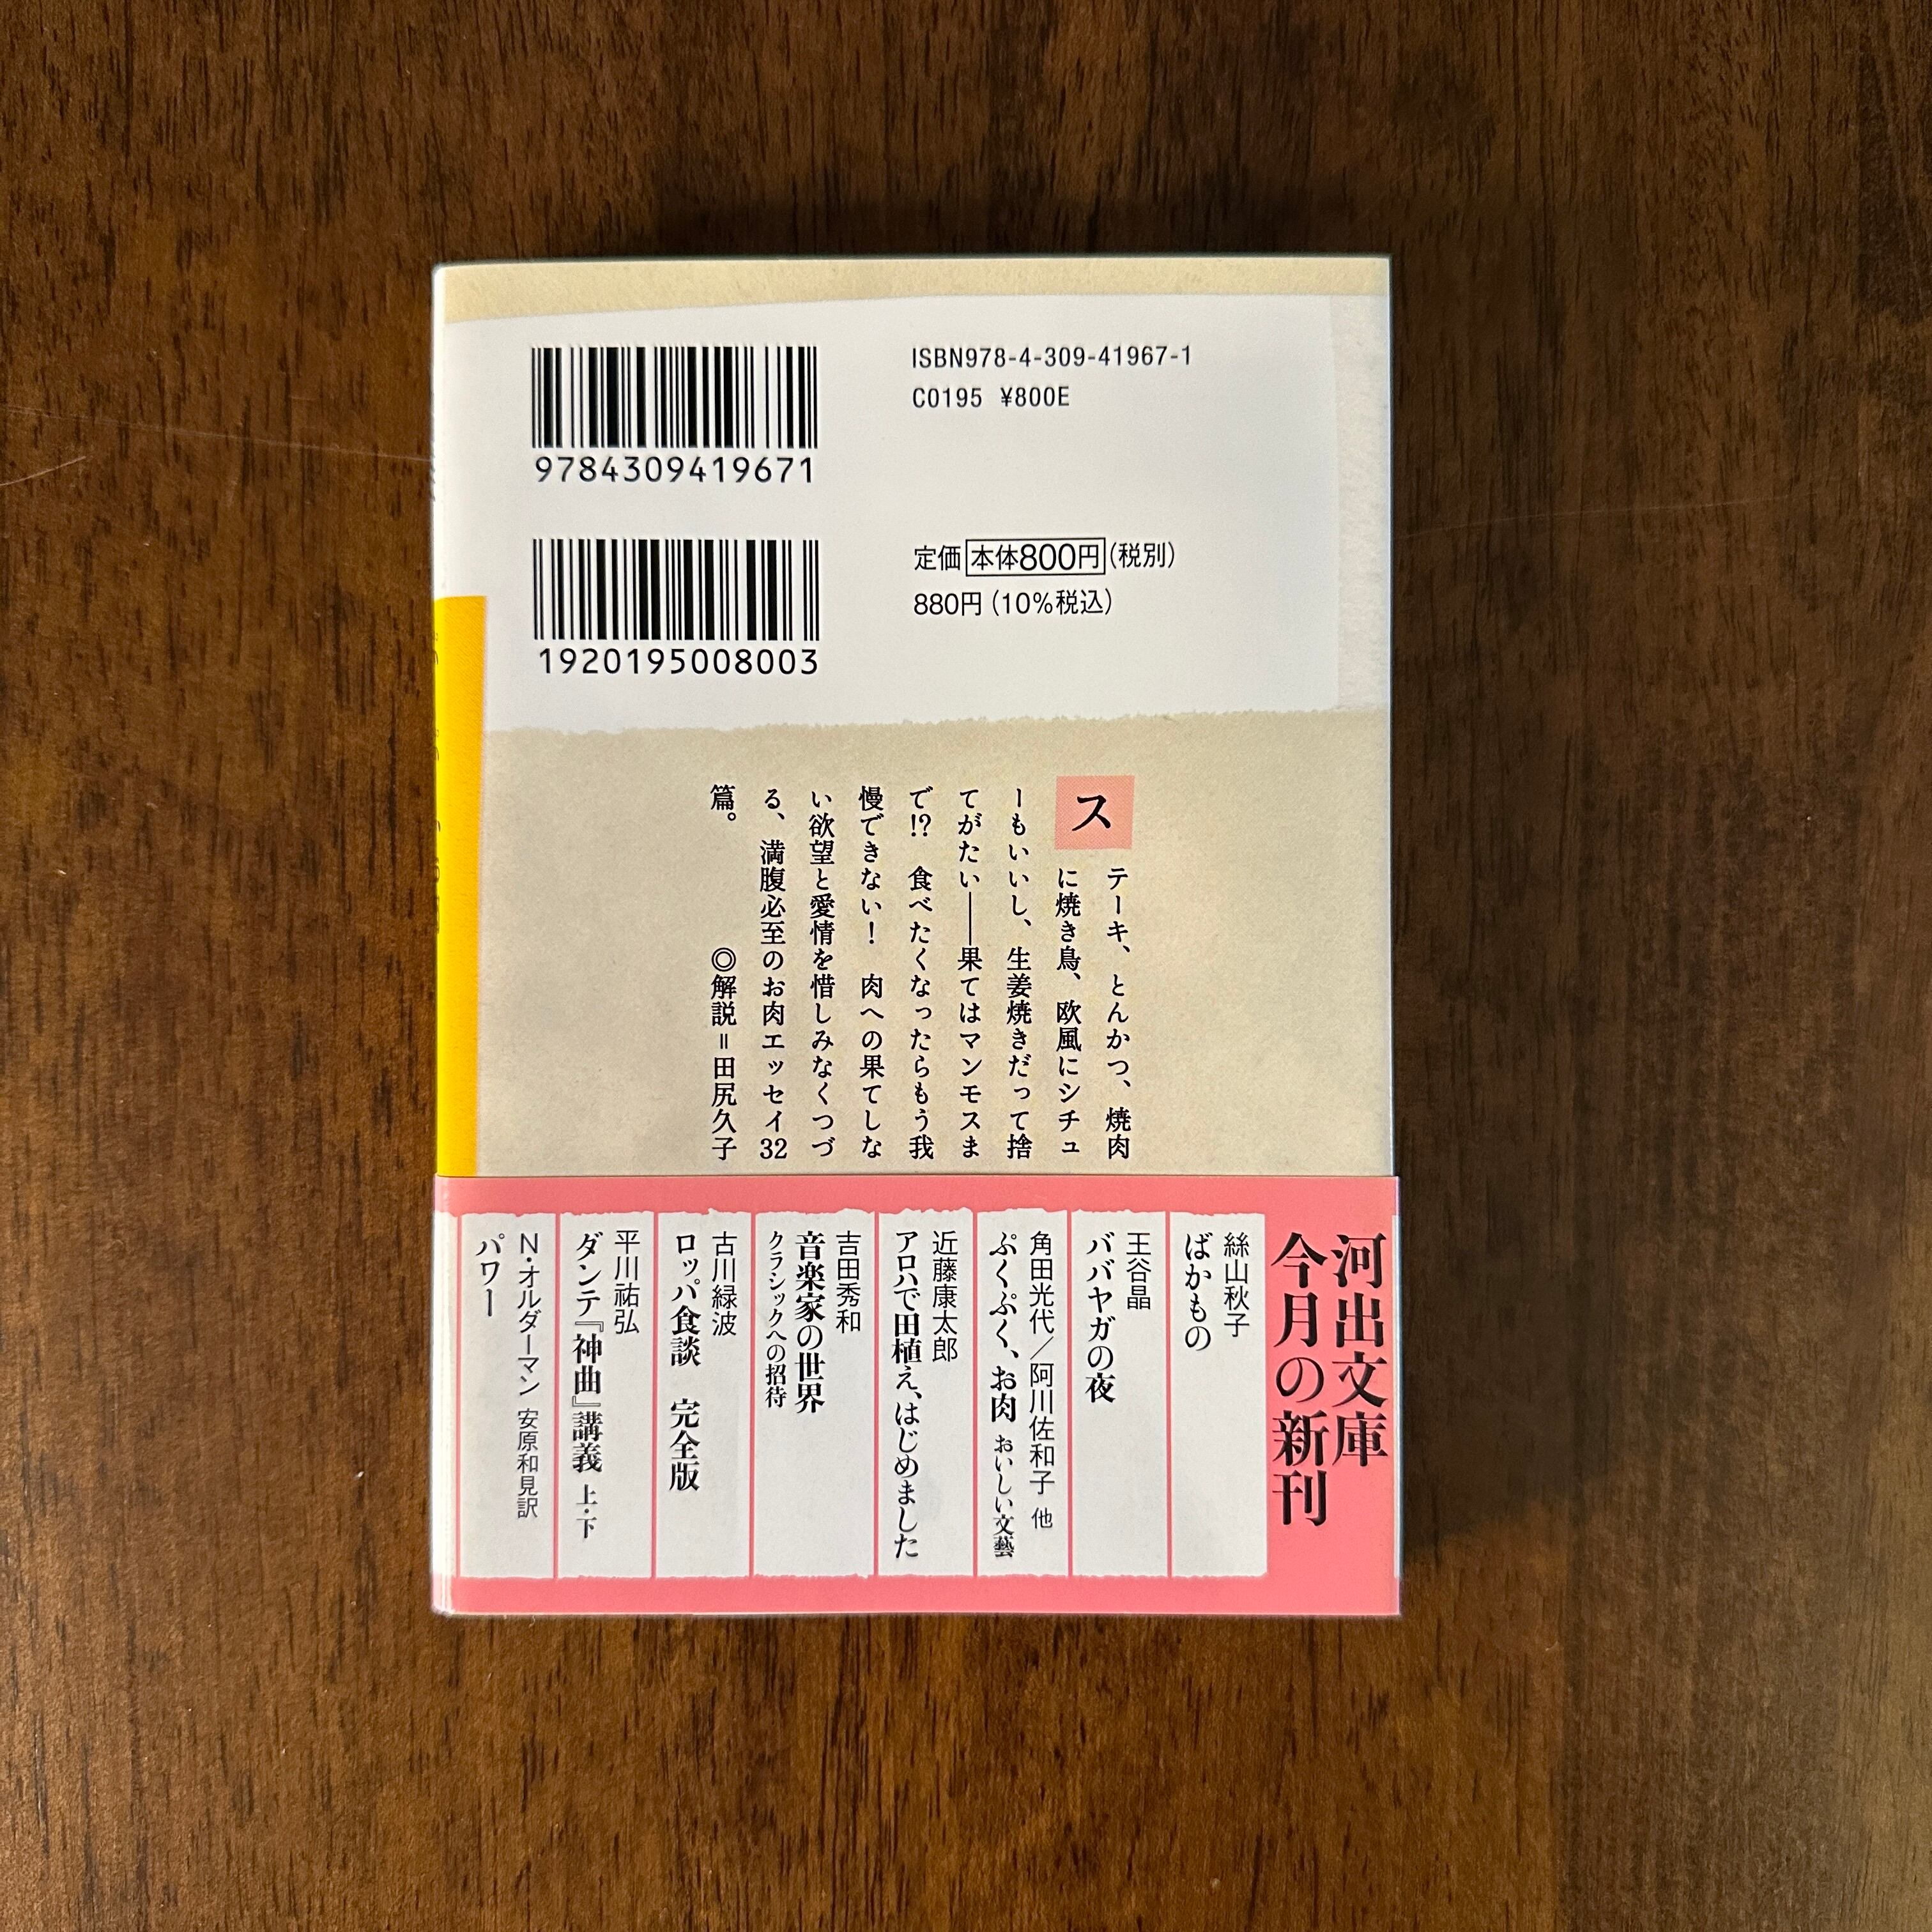 9784309419671
1920195008003
ISBN978-4-309-41967-1
C0195 ¥800E
定価 本体800円(税別)
880円(10%税込)
ステーキ、とんかつ、焼肉
に焼き鳥、欧風にシチュ
ーもいいし、生姜焼きだって捨
てがたい――果てはマンモスま
で!? 食べたくなったらもう我
慢できない! 肉への果てしな
い欲望と愛情を惜しみなくつづ
る、満腹必至のお肉エッセイ32
篇。 ◎解説=田尻久子
河出文庫
今月の新刊
絲山秋子
ばかもの
王谷晶
ババヤガの夜
角田光代/阿川佐和子 他
ぷくぷく、お肉 おいしい文藝
近藤康太郎
アロハで田植え、はじめました
吉田秀和
音楽家の世界
クラシックへの招待
古川緑波
ロッパ食談 完全版
平川祐弘
ダンテ『神曲』講義 上・下
N・オルダーマン 安原和見訳
パワー